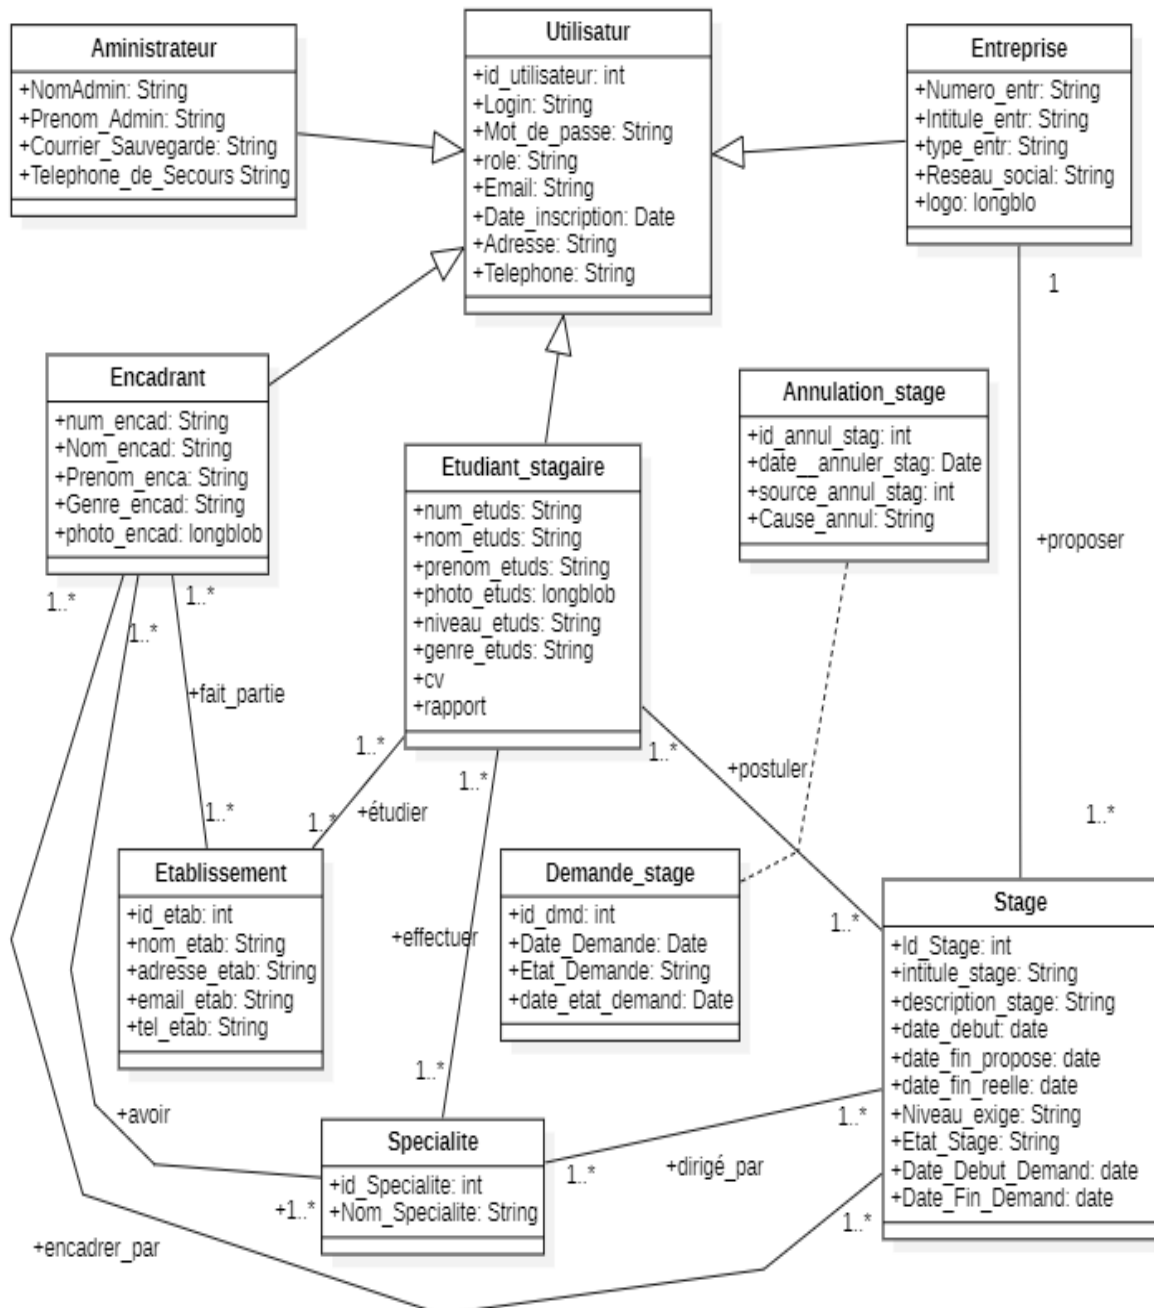 Aministrateur
+NomAdmin: String
+Prenom_Admin: String
+Courrier_Sauvegarde: String
+Telephone_de_Secours String
Utilisatur
+id_utilisateur: int
+Login: String
+Mot_de_passe: String
+role: String
+Email: String
+Date_inscription: Date
+Adresse: String
+Telephone: String
Entreprise
+Numero_entr: String
+Intitule_entr: String
+type_entr: String
+Reseau_social: String
+logo: longblo
1
+proposer
1..*
Encadrant
+num_encad: String
+Nom_encad: String
+Prenom_enca: String
+Genre_encad: String
+photo_encad: longblob
1..*
1..*
1..*
+fait_partie
1..*
Etudiant_stagaire
+num_etuds: String
+nom_etuds: String
+prenom_etuds: String
+photo_etuds: longblob
+niveau_etuds: String
+genre_etuds: String
+cv
+rapport
1..*
1..*
1..*
+étudier
1..*
+postuler
1..*
Annulation_stage
+id_annul_stag: int
+date__annuler_stag: Date
+source_annul_stag: int
+Cause_annul: String
Etablissement
+id_etab: int
+nom_etab: String
+adresse_etab: String
+email_etab: String
+tel_etab: String
+effectuer
1..*
Demande_stage
+id_dmd: int
+Date_Demande: Date
+Etat_Demande: String
+date_etat_demand: Date
Stage
+Id_Stage: int
+intitule_stage: String
+description_stage: String
+date_debut: date
+date_fin_propose: date
+date_fin_reelle: date
+Niveau_exige: String
+Etat_Stage: String
+Date_Debut_Demand: date
+Date_Fin_Demand: date
1..*
+dirigé_par
1..*
1..*
+avoir
+1..*
Specialite
+id_Specialite: int
+Nom_Specialite: String
+encadrer_par